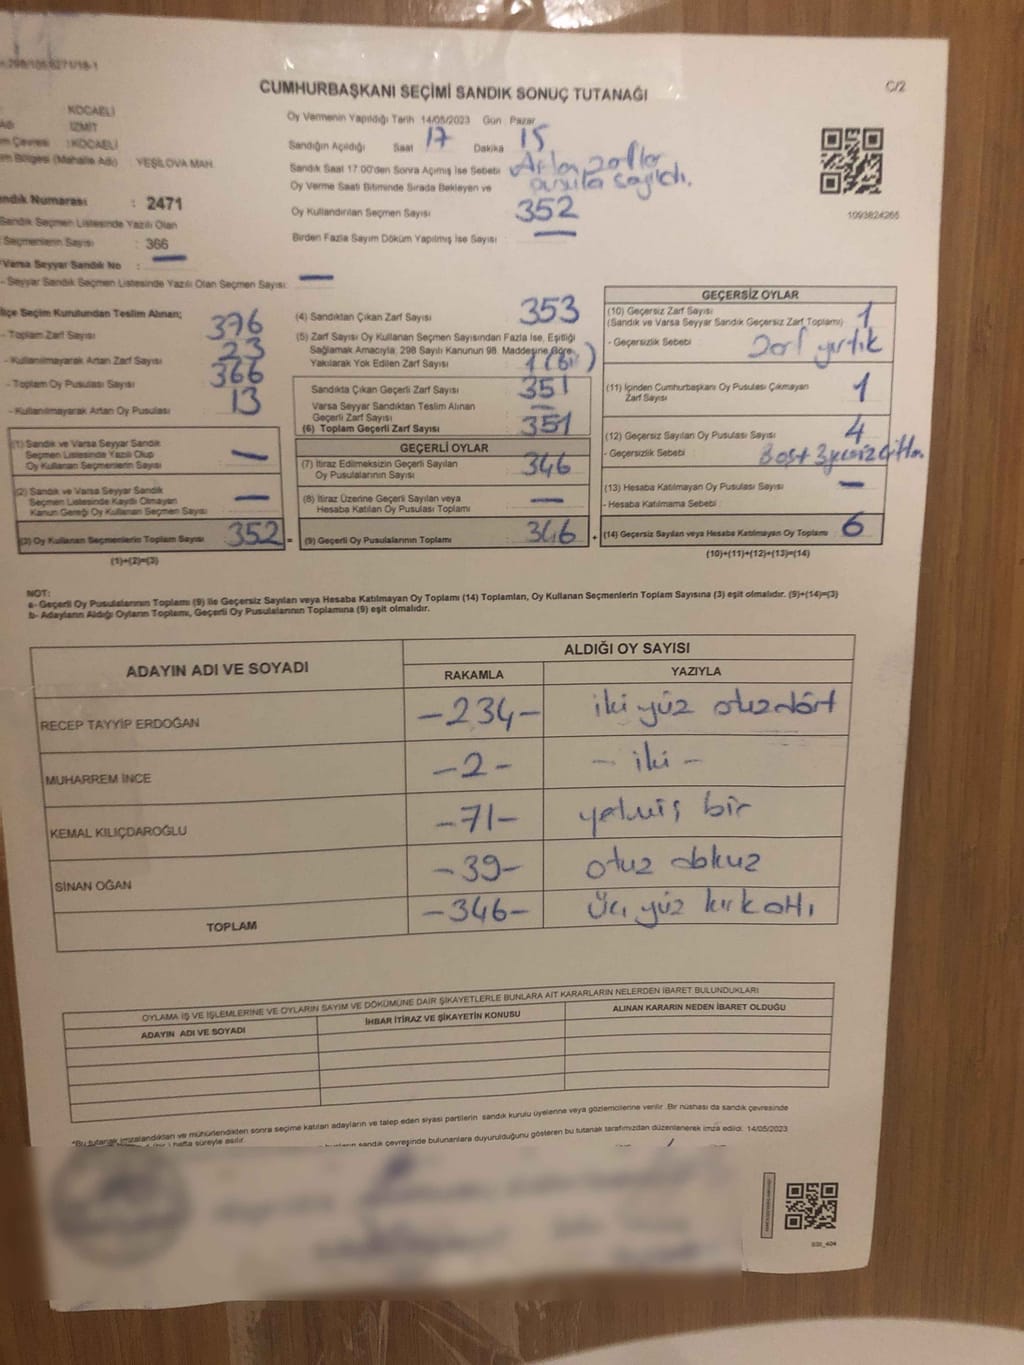 C/2
CUMHURBAŞKANI SEÇİMİ SANDIK SONUÇ TUTANAĞI
: KOCAELİ
: İZMİT
Çevresi : KOCAELİ
Bölgesi (Mahalle Adı) : YEŞİLOVA MAH.
Sandık Numarası : 2471
Sandık Seçmen Listesinde Yazılı Olan
Seçmenlerin Sayısı : 366
Varsa Seyyar Sandık No : —
- Seyyar Sandık Seçmen Listesinde Yazılı Olan Seçmen Sayısı: —
Oy Vermenin Yapıldığı Tarih 14/05/2023 Gün Pazar
Sandığın Açıldığı Saat 17 Dakika 15
Sandık Saat 17.00'den Sonra Açımış İse Sebebi Artan zarflar
pusula sayıldı.
Oy Verme Saati Bitiminde Sırada Bekleyen ve
Oy Kullandırılan Seçmen Sayısı 352
Birden Fazla Sayım Döküm Yapılmış İse Sayısı : —
1093824265
İlçe Seçim Kurulundan Teslim Alınan;
- Toplam Zarf Sayısı 376
- Kullanılmayarak Artan Zarf Sayısı 23
- Toplam Oy Pusulası Sayısı 366
- Kullanılmayarak Artan Oy Pusulası 13
(1) Sandık ve Varsa Seyyar Sandık
Seçmen Listesinde Yazılı Olup
Oy Kullanan Seçmenlerin Sayısı : —
(2) Sandık ve Varsa Seyyar Sandık
Seçmen Listesinde Kayıtlı Olmayan
Kanun Gereği Oy Kullanan Seçmen Sayısı : —
(3) Oy Kullanan Seçmenlerin Toplam Sayısı 352 =
(1)+(2)=(3)
(4) Sandıktan Çıkan Zarf Sayısı 353
(5) Zarf Sayısı Oy Kullanan Seçmen Sayısından Fazla İse, Eşitliği
Sağlamak Amacıyla, 298 Sayılı Kanunun 98. Maddesine Göre
Yakılarak Yok Edilen Zarf Sayısı : 1 (Bir)
Sandıkta Çıkan Geçerli Zarf Sayısı : 351
Varsa Seyyar Sandıktan Teslim Alınan
Geçerli Zarf Sayısı : —
(6) Toplam Geçerli Zarf Sayısı : 351
GEÇERLİ OYLAR
(7) İtiraz Edilmeksizin Geçerli Sayılan
Oy Pusulalarının Sayısı : 346
(8) İtiraz Üzerine Geçerli Sayılan veya
Hesaba Katılan Oy Pusulası Toplamı : —
(9) Geçerli Oy Pusulalarının Toplamı : 346 +
GEÇERSİZ OYLAR
(10) Geçersiz Zarf Sayısı
(Sandık ve Varsa Seyyar Sandık Geçersiz Zarf Toplamı) : 1
- Geçersizlik Sebebi : Zarf yırtık
(11) İçinden Cumhurbaşkanı Oy Pusulası Çıkmayan
Zarf Sayısı : 1
(12) Geçersiz Sayılan Oy Pusulası Sayısı : 4
- Geçersizlik Sebebi
(13) Hesaba Katılmayan Oy Pusulası Sayısı : —
- Hesaba Katılmama Sebebi :
(14) Geçersiz Sayılan veya Hesaba Katılmayan Oy Toplamı : 6
(10)+(11)+(12)+(13)=(14)
NOT:
a- Geçerli Oy Pusulalarının Toplamı (9) ile Geçersiz Sayılan veya Hesaba Katılmayan Oy Toplamı (14) Toplamları, Oy Kullanan Seçmenlerin Toplam Sayısına (3) eşit olmalıdır. (9)+(14)=(3)
b- Adayların Aldığı Oyların Toplamı, Geçerli Oy Pusulalarının Toplamına (9) eşit olmalıdır.
ADAYIN ADI VE SOYADI ALDIĞI OY SAYISI
RAKAMLA YAZIYLA
RECEP TAYYİP ERDOĞAN -234- iki yüz otuzdört
MUHARREM İNCE -2- - iki -
KEMAL KILIÇDAROĞLU -71- yetmiş bir
SİNAN OĞAN -39- otuz dokuz
TOPLAM -346- üç yüz kırkaltı
OYLAMA İŞ VE İŞLEMLERİNE VE OYLARIN SAYIM VE DÖKÜMÜNE DAİR ŞİKAYETLERLE BUNLARA AİT KARARLARIN NELERDEN İBARET BULUNDUKLARI
ADAYIN ADI VE SOYADI İHBAR İTİRAZ VE ŞİKAYETİN KONUSU ALINAN KARARIN NEDEN İBARET OLDUĞU
*Bu tutanak imzalandıktan ve mühürlendikten sonra seçime katılan adayların ve talep eden siyasi partilerin sandık kurulu üyelerine veya gözlemcilerine verilir. Bir nüshası da sandık çevresinde
hafta süreyle asılır.
sandık çevresinde bulunanlara duyurulduğunu gösteren bu tutanak tarafımızdan düzenlenerek imza edildi. 14/05/2023